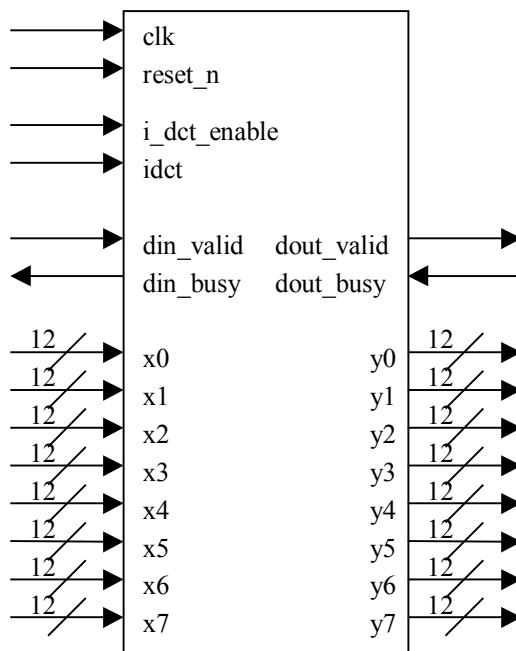 clk
reset_n
i_dct_enable
idct
din_valid dout_valid
din_busy dout_busy
12 x0 y0 12
12 x1 y1 12
12 x2 y2 12
12 x3 y3 12
12 x4 y4 12
12 x5 y5 12
12 x6 y6 12
12 x7 y7 12